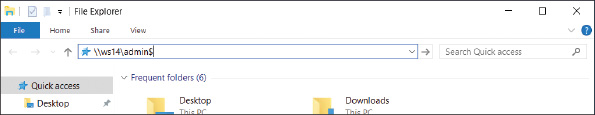 File Explorer
File Home Share View
\\ws14\admin$ Search Quick access
Quick access
Frequent folders (6)
Desktop
Desktop
This PC
Downloads
This PC